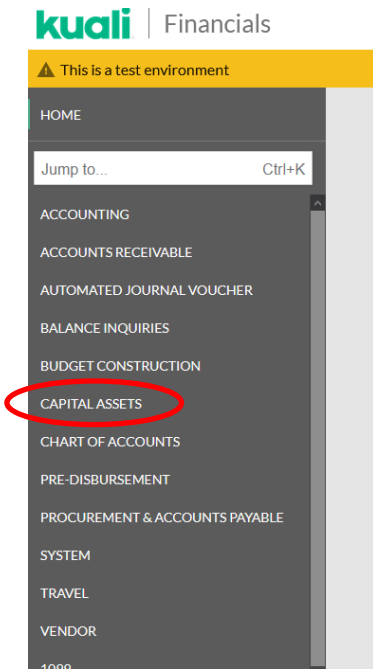 kuali Financials
This is a test environment
HOME
Jump to... Ctrl+K
ACCOUNTING
ACCOUNTS RECEIVABLE
AUTOMATED JOURNAL VOUCHER
BALANCE INQUIRIES
BUDGET CONSTRUCTION
CAPITAL ASSETS
CHART OF ACCOUNTS
PRE-DISBURSEMENT
PROCUREMENT & ACCOUNTS PAYABLE
SYSTEM
TRAVEL
VENDOR
1099